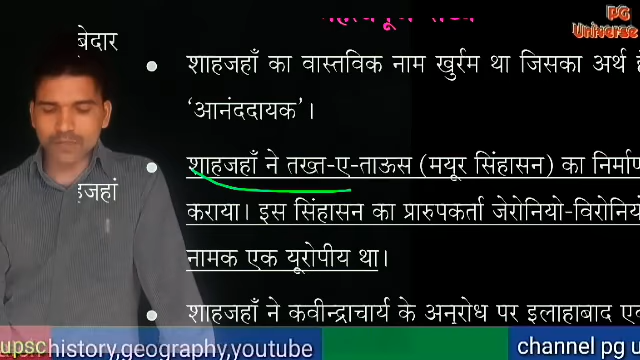 PG
Universe
बेदार
शाहजहाँ का वास्तविक नाम खुर्रम था जिसका अर्थ
'आनंददायक'।
शाहजहाँ ने तख्त-ए-ताऊस (मयूर सिंहासन) का निर्माण
जहां
कराया। इस सिंहासन का प्रारुपकर्ता जेरोनियो-विरोनियो
नामक एक यूरोपीय था।
शाहजहाँ ने कवीन्द्राचार्य के अनुरोध पर इलाहाबाद
upsc history,geography,youtube
channel pg u